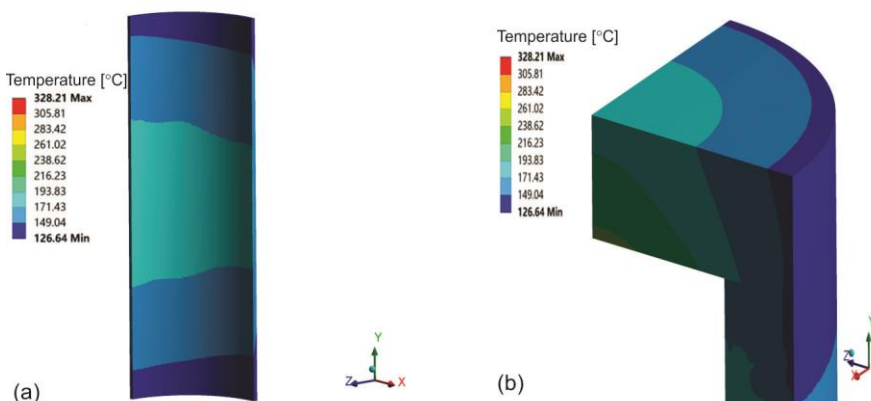 Temperature [°C]
328.21 Max
305.81
283.42
261.02
238.62
216.23
193.83
171.43
149.04
126.64 Min
Y
Z
X
(a)
Temperature [°C]
328.21 Max
305.81
283.42
261.02
238.62
216.23
193.83
171.43
149.04
126.64 Min
Y
Z
X
(b)